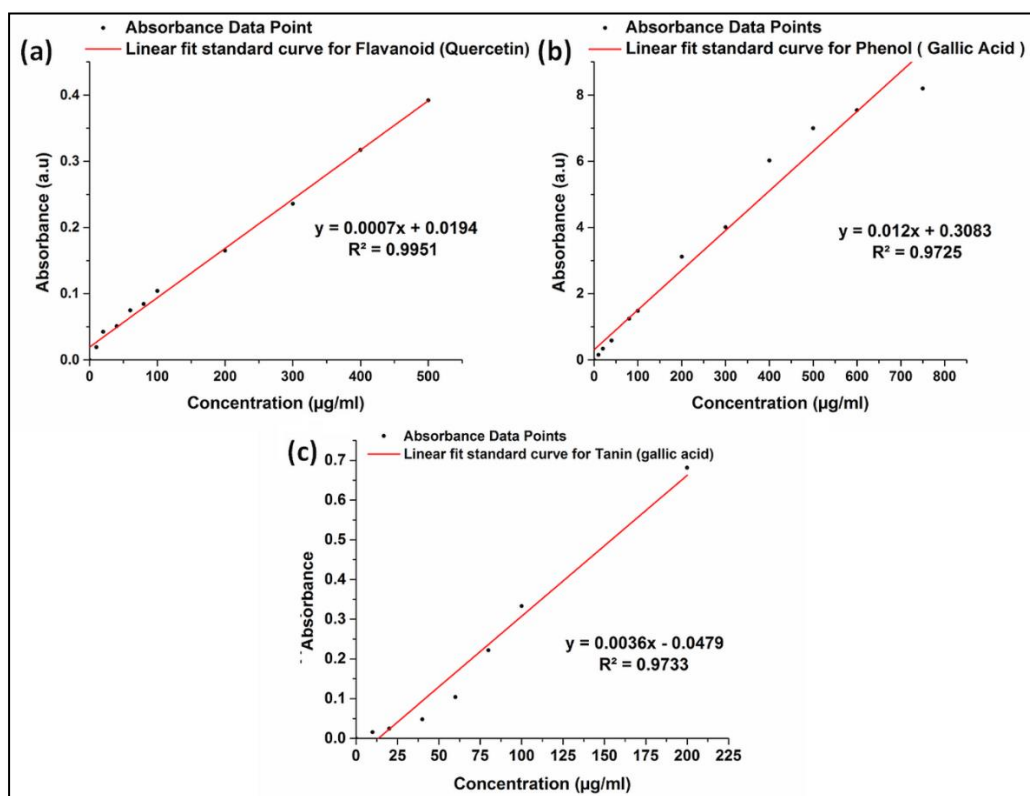 (a)
Absorbance Data Point
Linear fit standard curve for Flavanoid (Quercetin)
0.4
0.3
0.2
0.1
0.0
Absorbance (a.u)
y = 0.0007x + 0.0194
R² = 0.9951
0 100 200 300 400 500
Concentration (µg/ml)
(b)
Absorbance Data Points
Linear fit standard curve for Phenol ( Gallic Acid )
8
6
4
2
0
Absorbance (a.u)
y = 0.012x + 0.3083
R² = 0.9725
0 100 200 300 400 500 600 700 800
Concentration (µg/ml)
(c)
Absorbance Data Points
Linear fit standard curve for Tanin (gallic acid)
0.7
0.6
0.5
0.4
0.3
0.2
0.1
0.0
Absorbance
y = 0.0036x - 0.0479
R² = 0.9733
0 25 50 75 100 125 150 175 200 225
Concentration (µg/ml)